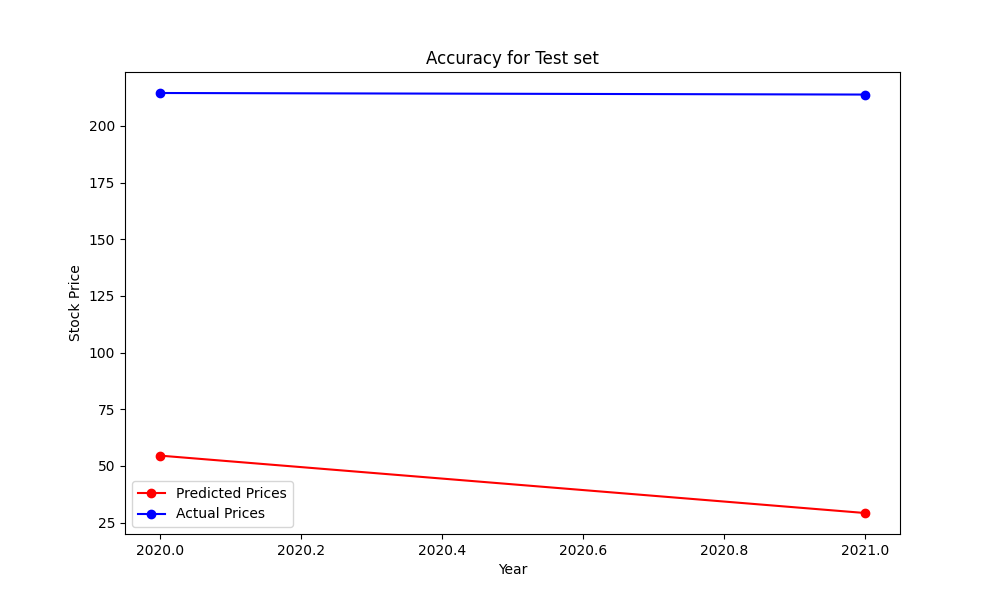 Accuracy for Test set
Stock Price
200
175
150
125
100
75
50
25
Predicted Prices
Actual Prices
2020.0 2020.2 2020.4 2020.6 2020.8 2021.0
Year